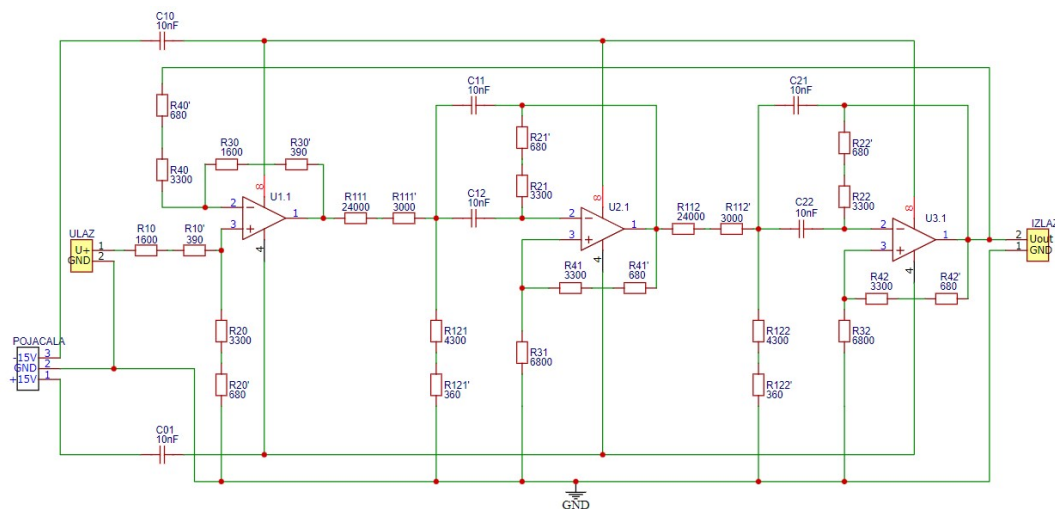 C10
10nF
C11
10nF
C21
10nF
R40'
680
R30
1600
R30'
390
R21'
680
R22'
680
R40
3300
R21
3300
R22
3300
8
8
8
U1.1
U2.1
U3.1
2
3
1
4
R111
24000
R111'
3000
C12
10nF
2
3
1
4
R112
24000
R112'
3000
C22
10nF
2
3
1
4
IZLAZ
2
1
Uout
GND
ULAZ
U+
GND
1
2
R10
1600
R10'
390
R41
3300
R41'
680
R42
3300
R42'
680
R20
3300
R121
4300
R31
6800
R122
4300
R32
6800
POJACALA
-15V
GND
+15V
3
2
1
R20'
680
R121'
360
R122'
360
C01
10nF
GND